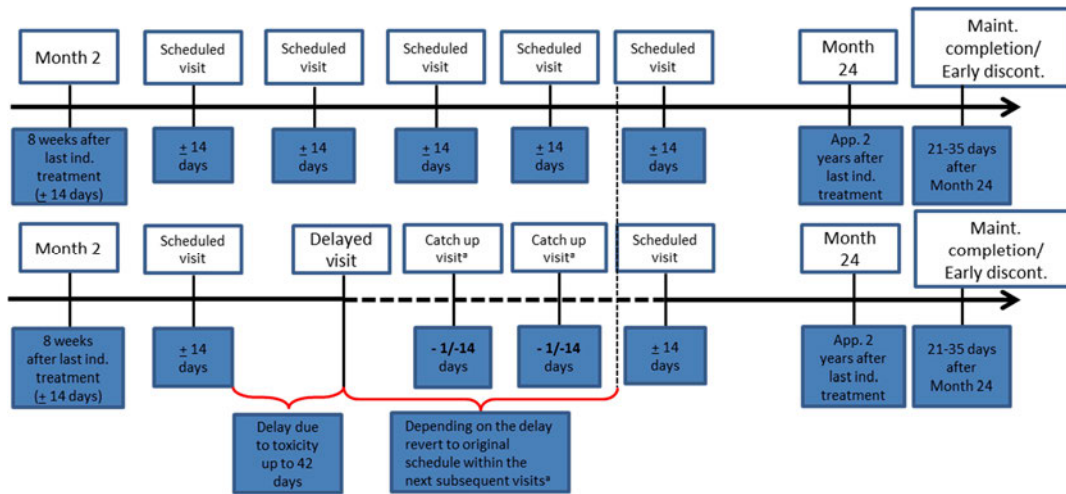 Month 2
Scheduled
visit
Scheduled
visit
Scheduled
visit
Scheduled
visit
Scheduled
visit
Month
24
Maint.
completion/
Early discont.
8 weeks after
last ind.
treatment
(± 14 days)
± 14
days
± 14
days
± 14
days
± 14
days
± 14
days
App. 2
years after
last ind.
treatment
21-35 days
after
Month 24
Month 2
Scheduled
visit
Delayed
visit
Catch up
visitᵃ
Catch up
visitᵃ
Scheduled
visit
Month
24
Maint.
completion/
Early discont.
8 weeks
after last ind.
treatment
(± 14 days)
± 14
days
- 1/-14
days
- 1/-14
days
± 14
days
App. 2
years after
last ind.
treatment
21-35 days
after
Month 24
Delay due
to toxicity
up to 42
days
Depending on the delay
revert to original
schedule within the
next subsequent visitsᵃ